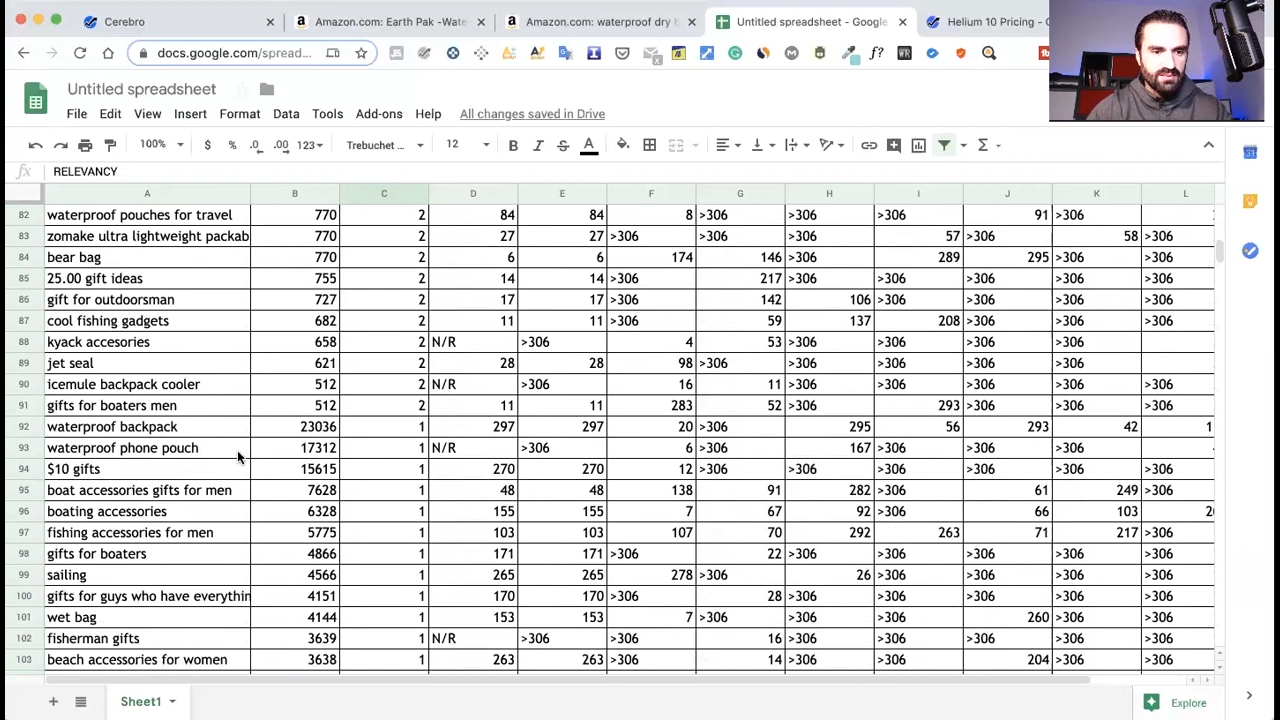 Cerebro
Amazon.com: Earth Pak -Wate
Amazon.com: waterproof dry b
Untitled spreadsheet - Google
Helium 10 Pricing - C
docs.google.com/spread...
Untitled spreadsheet
File Edit View Insert Format Data Tools Add-ons Help All changes saved in Drive
100% $ % .0 .00 123 Trebuchet ... 12 B I S A
fx RELEVANCY
A B C D E F G H I J K L
82 waterproof pouches for travel 770 2 84 84 8 >306 >306 >306 91 >306
83 zomake ultra lightweight packab 770 2 27 27 >306 >306 >306 57 >306 58 >306
84 bear bag 770 2 6 6 174 146 >306 289 295 >306 >306
85 25.00 gift ideas 755 2 14 14 >306 217 >306 >306 >306 >306 >306
86 gift for outdoorsman 727 2 17 17 >306 142 106 >306 >306 >306 >306
87 cool fishing gadgets 682 2 11 11 >306 59 137 208 >306 >306 >306
88 kyack accesories 658 2 N/R >306 4 53 >306 >306 >306 >306
89 jet seal 621 2 28 28 98 >306 >306 >306 >306 >306
90 icemule backpack cooler 512 2 N/R >306 16 11 >306 >306 >306 >306 >306
91 gifts for boaters men 512 2 11 11 283 52 >306 293 >306 >306 >306
92 waterproof backpack 23036 1 297 297 20 >306 295 56 293 42 1
93 waterproof phone pouch 17312 1 N/R >306 6 >306 167 >306 >306 >306
94 $10 gifts 15615 1 270 270 12 >306 >306 >306 >306 >306 >306
95 boat accessories gifts for men 7628 1 48 48 138 91 282 >306 61 249 >306
96 boating accessories 6328 1 155 155 7 67 92 >306 66 103 20
97 fishing accessories for men 5775 1 103 103 107 70 292 263 71 217 >306
98 gifts for boaters 4866 1 171 171 >306 22 >306 >306 >306 >306 >306
99 sailing 4566 1 265 265 278 >306 26 >306 >306 >306 >306
100 gifts for guys who have everythin 4151 1 170 170 >306 28 >306 >306 >306 >306 >306
101 wet bag 4144 1 153 153 7 >306 >306 >306 260 >306 >306
102 fisherman gifts 3639 1 N/R >306 >306 16 >306 >306 >306 >306 >306
103 beach accessories for women 3638 1 263 263 >306 14 >306 >306 204 >306 >306
Sheet1
Explore